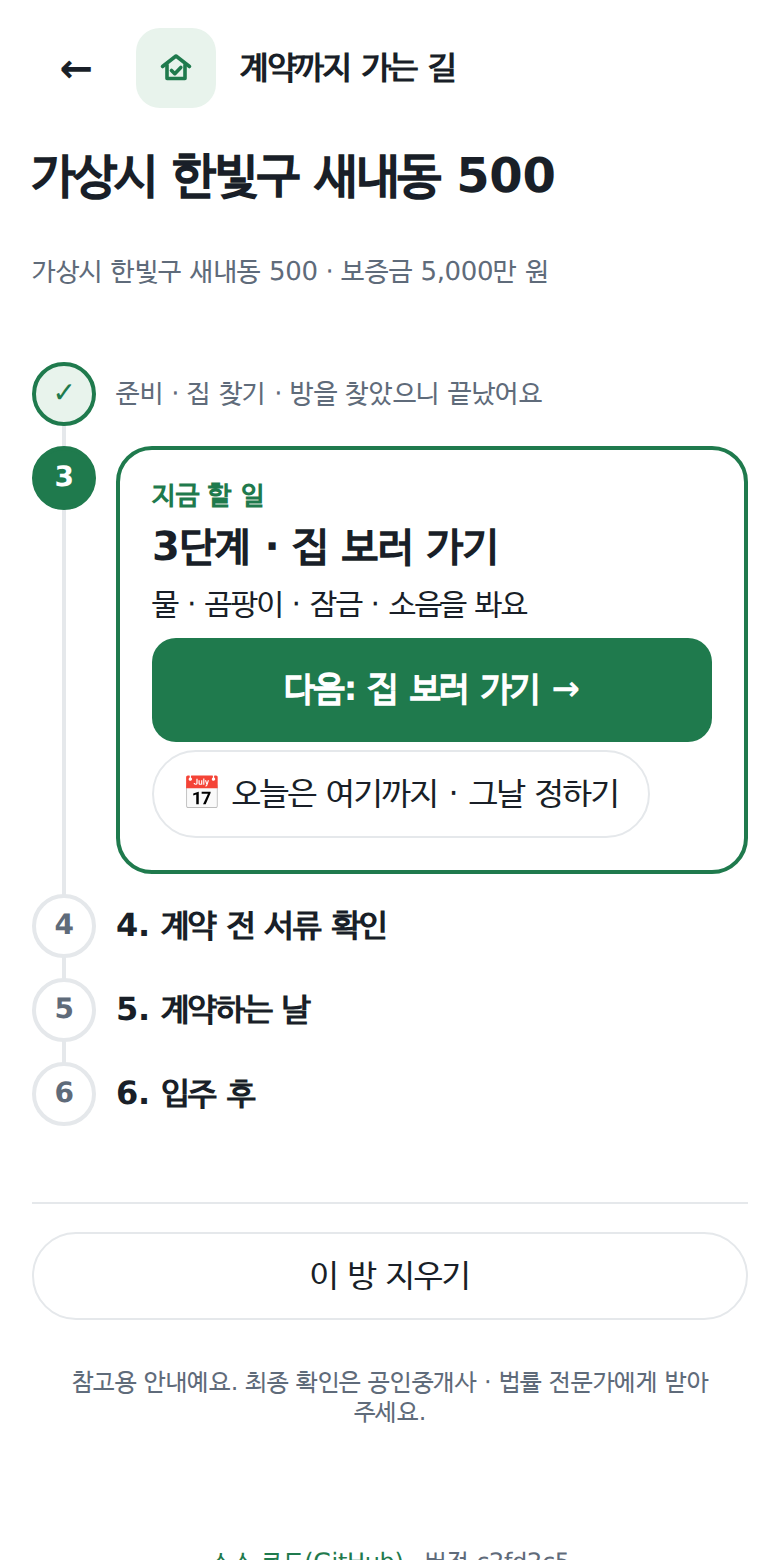 ← 계약까지 가는 길
가상시 한빛구 새내동 500
가상시 한빛구 새내동 500 · 보증금 5,000만 원
✓ 준비 · 집 찾기 · 방을 찾았으니 끝났어요
3
지금 할 일
3단계 · 집 보러 가기
물 · 곰팡이 · 잠금 · 소음을 봐요
다음: 집 보러 가기 →
📅 오늘은 여기까지 · 그날 정하기
4 4. 계약 전 서류 확인
5 5. 계약하는 날
6 6. 입주 후
이 방 지우기
참고용 안내예요. 최종 확인은 공인중개사 · 법률 전문가에게 받아
주세요.